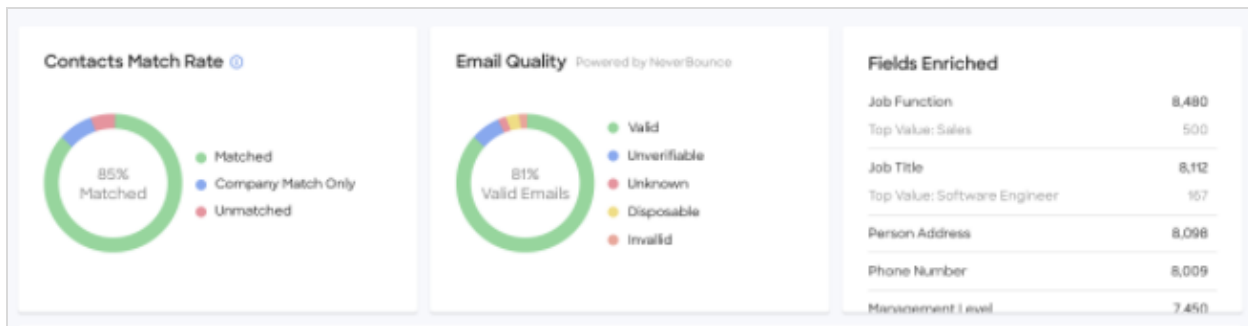 Contacts Match Rate
85%
Matched
Matched
Company Match Only
Unmatched
Email Quality Powered by NeverBounce
81%
Valid Emails
Valid
Unverifiable
Unknown
Disposable
Invallid
Fields Enriched
Job Function 8,480
Top Value: Sales 500
Job Title 8,112
Top Value: Software Engineer 167
Person Address 8,098
Phone Number 8,009
Management Level 7,450